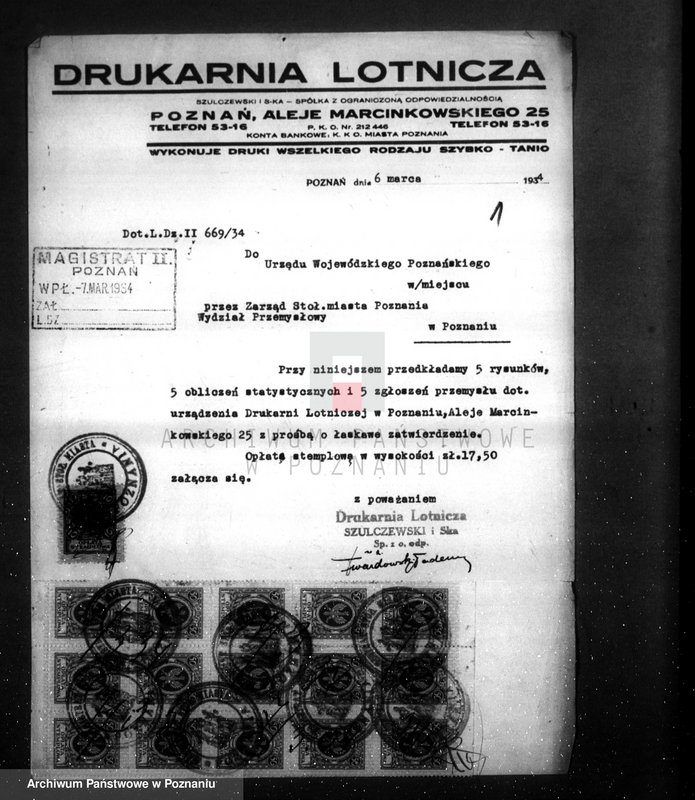 DRUKARNIA LOTNICZA
SZULCZEWSKI I S-KA – SPÓŁKA Z OGRANICZONĄ ODPOWIEDZIALNOŚCIĄ
POZNAŃ, ALEJE MARCINKOWSKIEGO 25
TELEFON 53-16 P. K. O. Nr. 212 446 TELEFON 53-16
KONTA BANKOWE: K. K. O. MIASTA POZNANIA
WYKONUJE DRUKI WSZELKIEGO RODZAJU SZYBKO - TANIO
POZNAŃ dnia 6 marca 1934
1
Dot.L.Dz.II 669/34
MAGISTRAT II.
POZNAŃ
WPŁ.-7.MAR.1934
ZAŁ.
L.
Do
Urzędu Wojewódzkiego Poznańskiego
w/miejscu
przez Zarząd Stoł.miasta Poznania
Wydział Przemysłowy
w Poznaniu
Przy niniejszem przedkładamy 5 rysunków,
5 obliczeń statystycznych i 5 zgłoszeń przemysłu dot.
urządzenia Drukarni Lotniczej w Poznaniu,Aleje Marcin-
kowskiego 25 z prośbą o łaskawe zatwierdzenie.
Opłatę stemplową w wysokości zł.17,50
załącza się.
ARCHIWUM PAŃSTWOWE
W POZNANIU
z poważaniem
Drukarnia Lotnicza
SZULCZEWSKI i Ska
Sp. z o. odp.
Twardowski Tadeusz
Archiwum Państwowe w Poznaniu